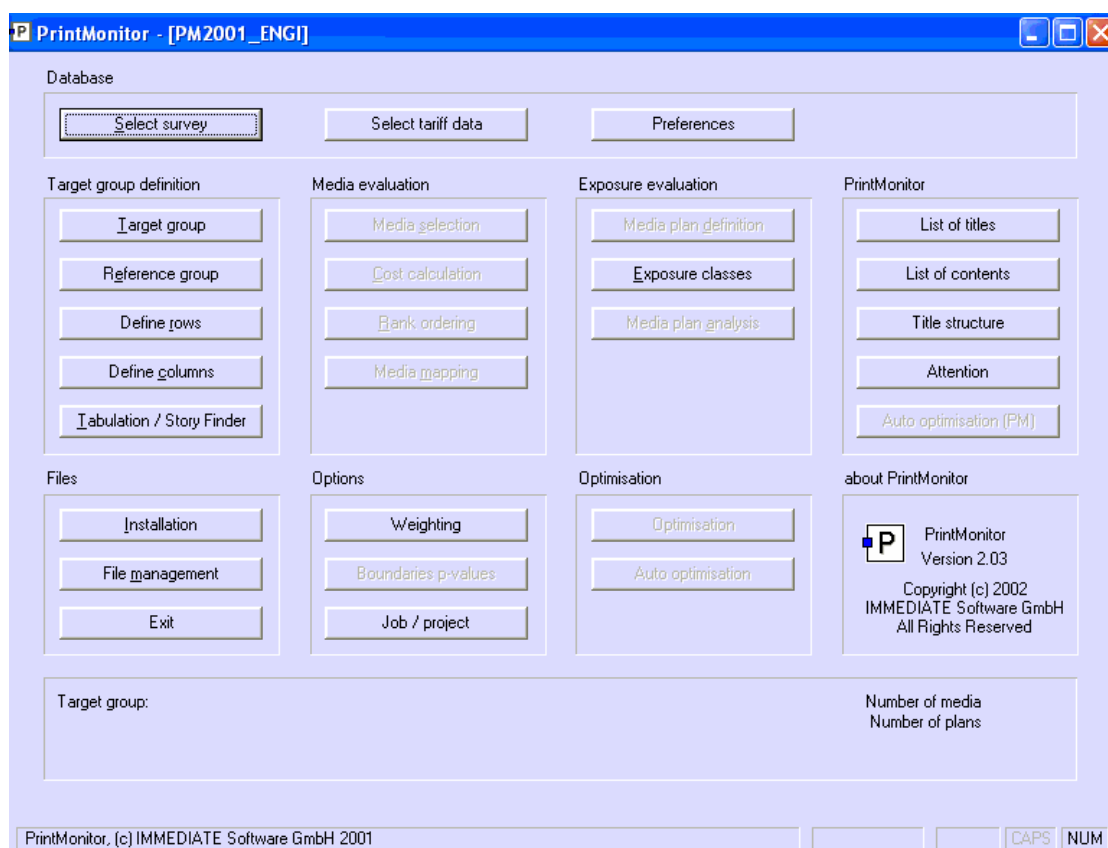 PrintMonitor - [PM2001_ENGI]
Database
Select survey
Select tariff data
Preferences
Target group definition
Target group
Reference group
Define rows
Define columns
Tabulation / Story Finder
Media evaluation
Media selection
Cost calculation
Rank ordering
Media mapping
Exposure evaluation
Media plan definition
Exposure classes
Media plan analysis
PrintMonitor
List of titles
List of contents
Title structure
Attention
Auto optimisation (PM)
Files
Installation
File management
Exit
Options
Weighting
Boundaries p-values
Job / project
Optimisation
Optimisation
Auto optimisation
about PrintMonitor
P
PrintMonitor
Version 2.03
Copyright (c) 2002
IMMEDIATE Software GmbH
All Rights Reserved
Target group:
Number of media
Number of plans
PrintMonitor, (c) IMMEDIATE Software GmbH 2001
CAPS
NUM